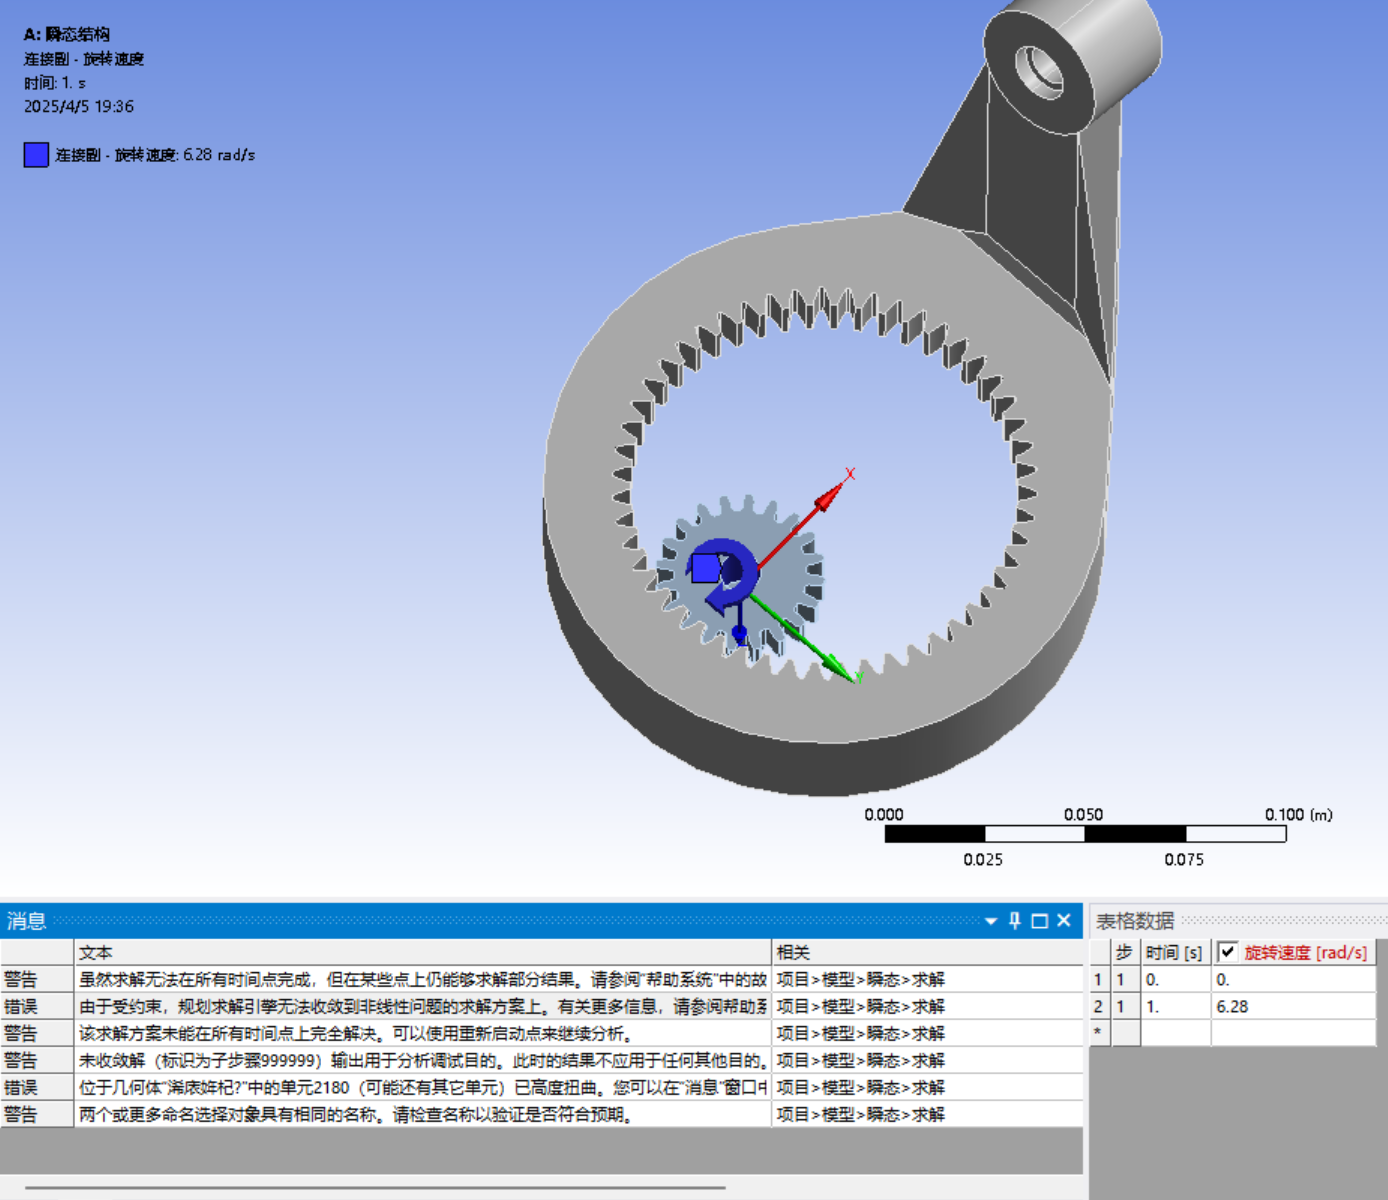 A: 瞬态结构
连接副 - 旋转速度
时间: 1. s
2025/4/5 19:36
连接副 - 旋转速度: 6.28 rad/s
X
Y
0.000 0.050 0.100 (m)
0.025 0.075
消息
文本 相关
警告 虽然求解无法在所有时间点完成，但在某些点上仍能够求解部分结果。请参阅“帮助系统”中的故 项目>模型>瞬态>求解
错误 由于受约束，规划求解引擎无法收敛到非线性问题的求解方案上。有关更多信息，请参阅帮助系 项目>模型>瞬态>求解
警告 该求解方案未能在所有时间点上完全解决。可以使用重新启动点来继续分析。 项目>模型>瞬态>求解
警告 未收敛解（标识为子步骤999999）输出用于分析调试目的。此时的结果不应用于任何其他目的。 项目>模型>瞬态>求解
错误 位于几何体“浠庡姩杞?”中的单元2180（可能还有其它单元）已高度扭曲。您可以在“消息”窗口中 项目>模型>瞬态>求解
警告 两个或更多命名选择对象具有相同的名称。请检查名称以验证是否符合预期。 项目>模型>瞬态>求解
表格数据
步 时间 [s] 旋转速度 [rad/s]
1 1 0. 0.
2 1 1. 6.28
*